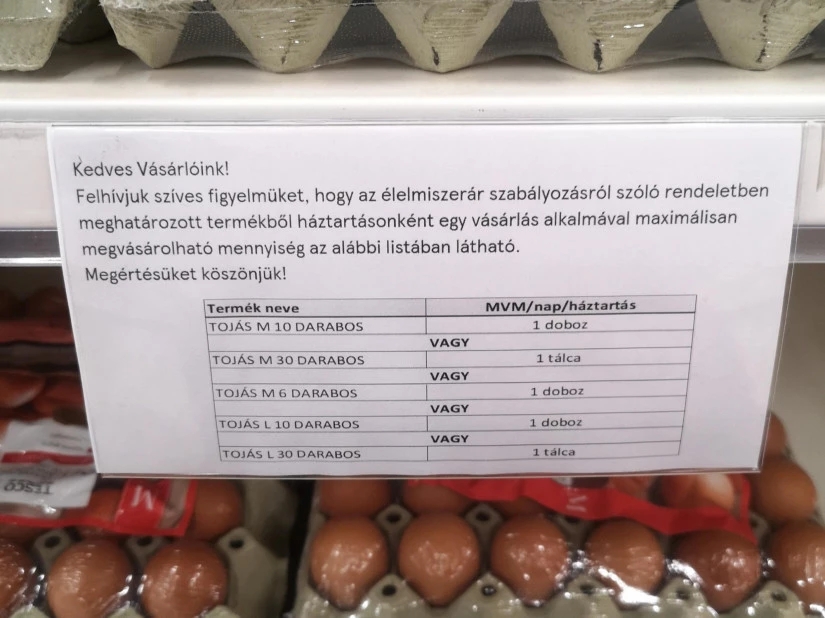 Kedves Vásárlóink!
Felhívjuk szíves figyelmüket, hogy az élelmiszerár szabályozásról szóló rendeletben
meghatározott termékből háztartásonként egy vásárlás alkalmával maximálisan
megvásárolható mennyiség az alábbi listában látható.
Megértésüket köszönjük!
Termék neve MVM/nap/háztartás
TOJÁS M 10 DARABOS 1 doboz
VAGY
TOJÁS M 30 DARABOS 1 tálca
VAGY
TOJÁS M 6 DARABOS 1 doboz
VAGY
TOJÁS L 10 DARABOS 1 doboz
VAGY
TOJÁS L 30 DARABOS 1 tálca
TESCO
M